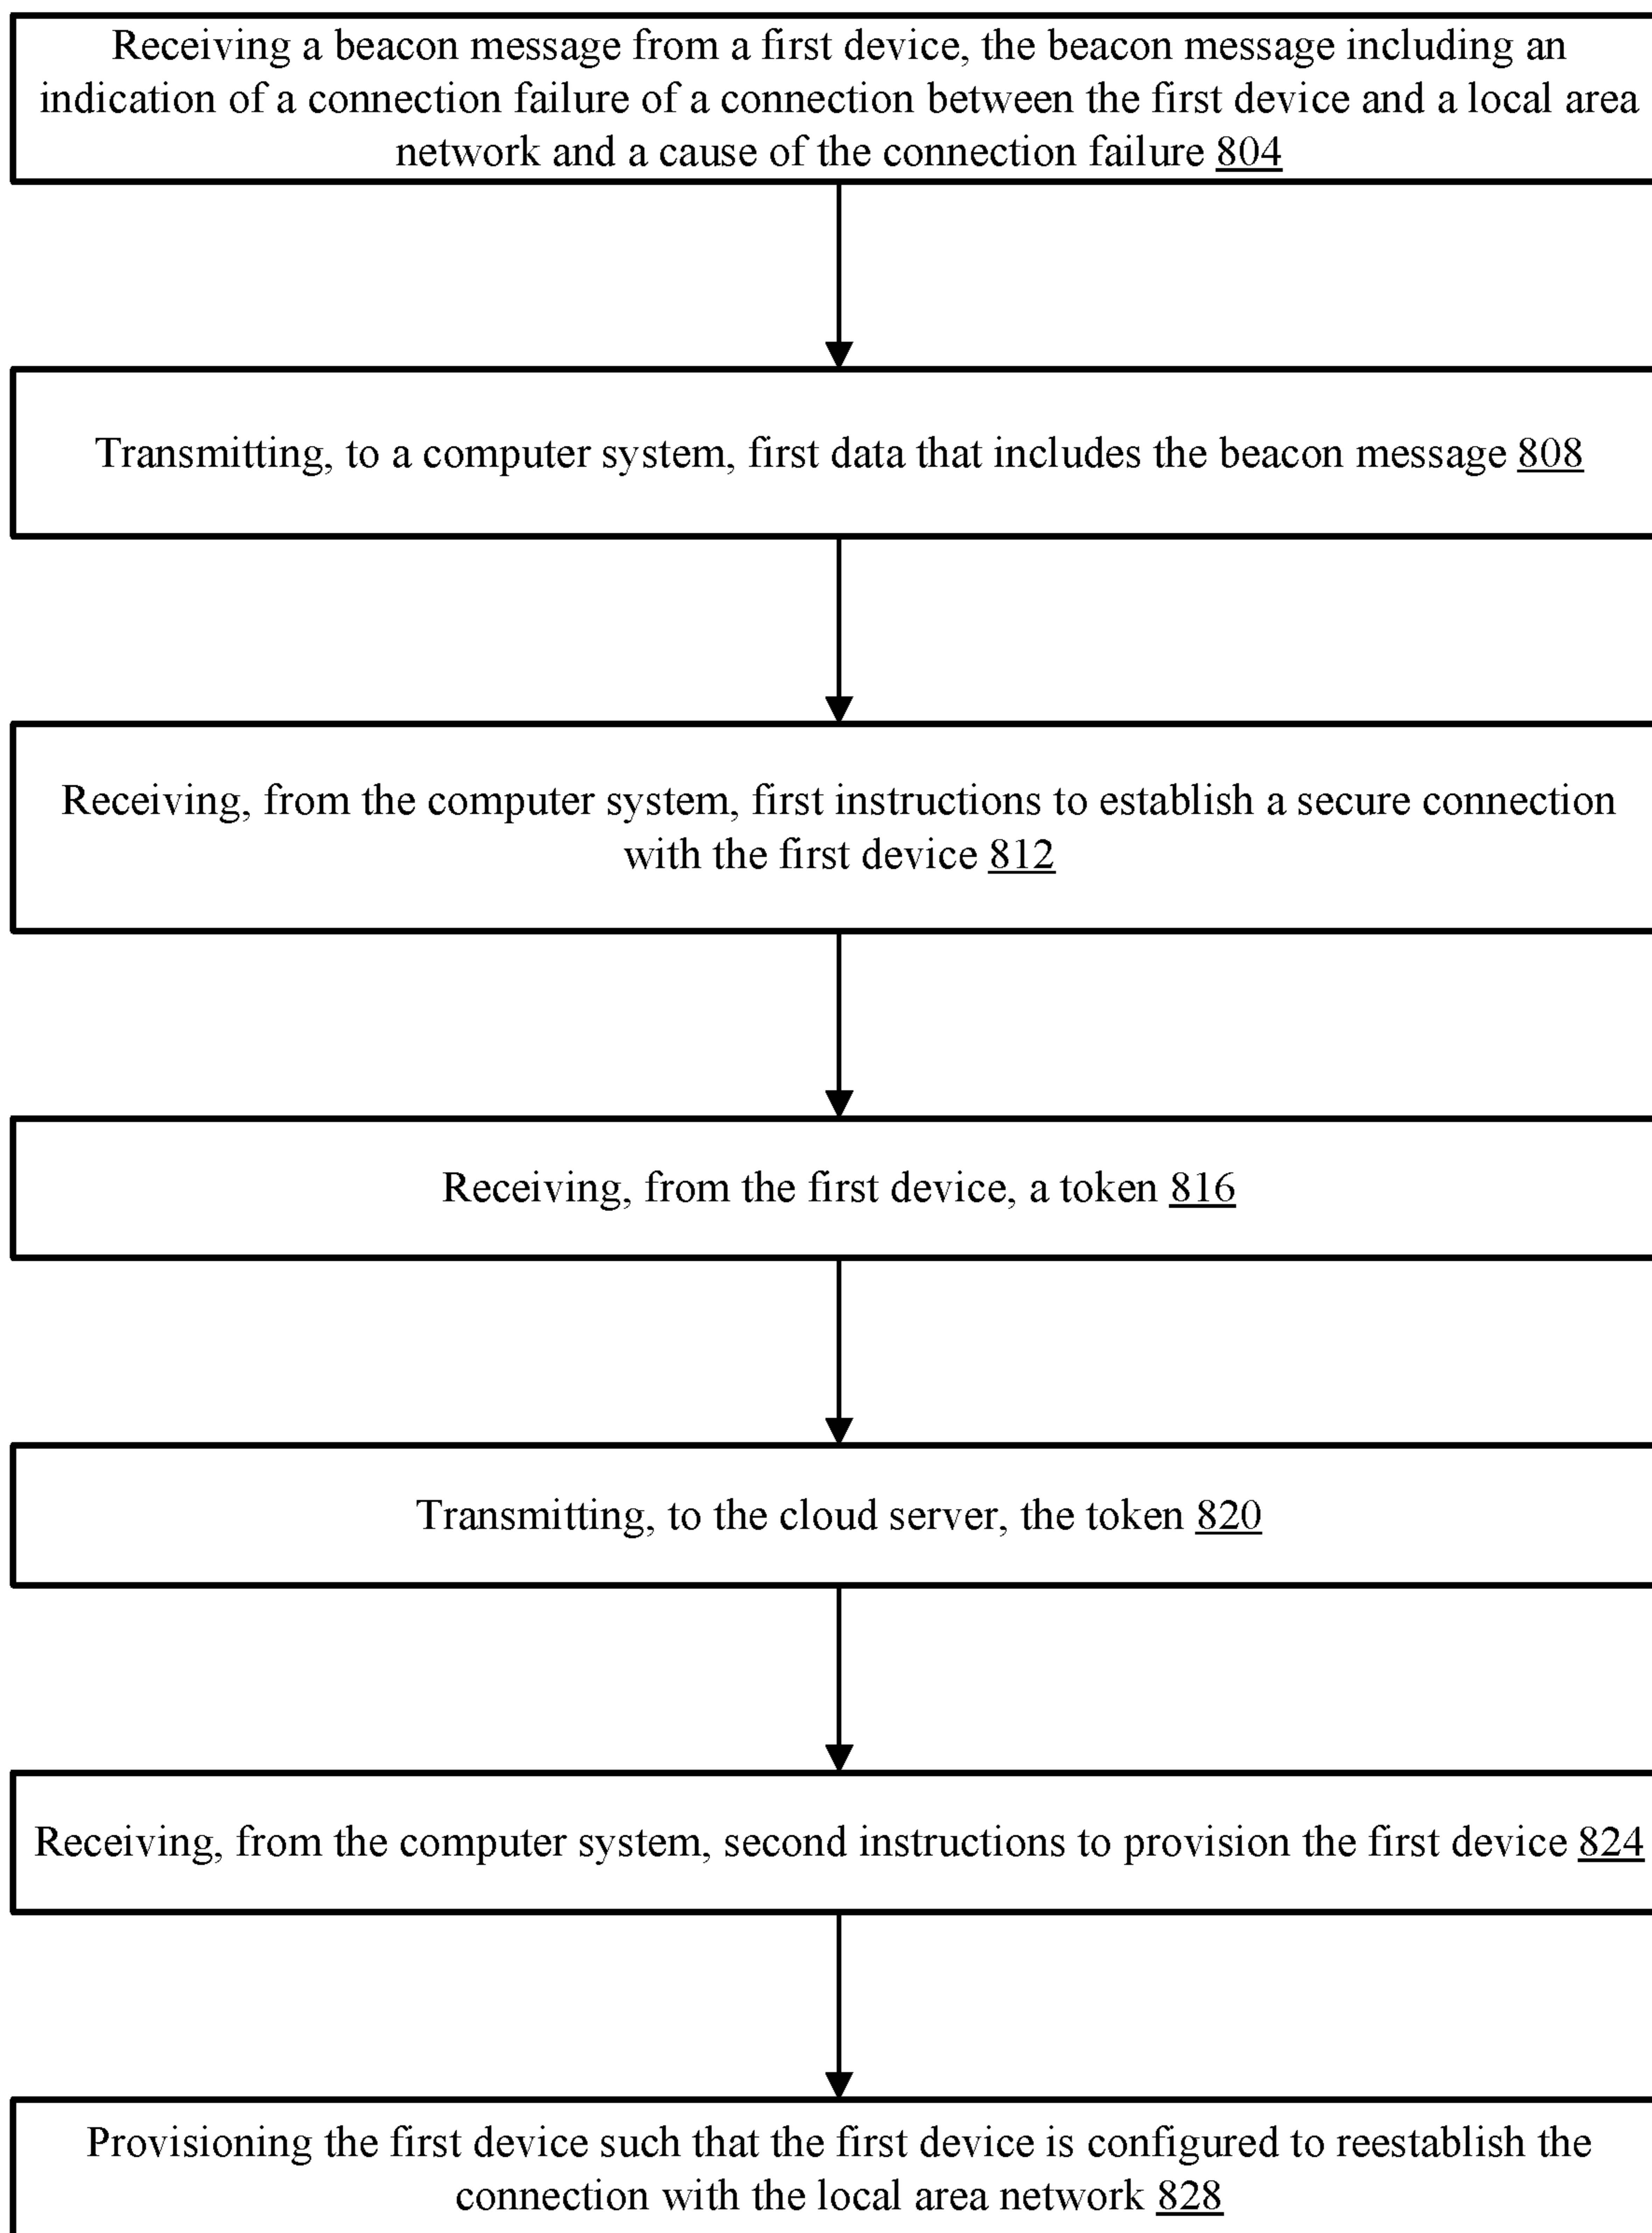 Receiving a beacon message from a first device, the beacon message including an
indication of a connection failure of a connection between the first device and a local area
network and a cause of the connection failure 804
Transmitting, to a computer system, first data that includes the beacon message 808
Receiving, from the computer system, first instructions to establish a secure connection
with the first device 812
Receiving, from the first device, a token 816
Transmitting, to the cloud server, the token 820
Receiving, from the computer system, second instructions to provision the first device 824
Provisioning the first device such that the first device is configured to reestablish the
connection with the local area network 828